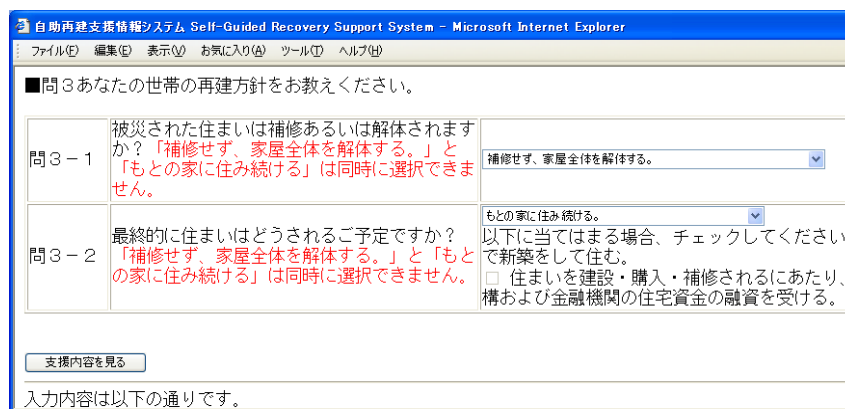 自助再建支援情報システム Self-Guided Recovery Support System - Microsoft Internet Explorer
ファイル(F) 編集(E) 表示(V) お気に入り(A) ツール(T) ヘルプ(H)
■問３あなたの世帯の再建方針をお教えください。
問３－１
被災された住まいは補修あるいは解体されます
か？「補修せず、家屋全体を解体する。」と
「もとの家に住み続ける」は同時に選択できま
せん。
補修せず、家屋全体を解体する。
問３－２
最終的に住まいはどうされるご予定ですか？
「補修せず、家屋全体を解体する。」と「もと
の家に住み続ける」は同時に選択できません。
もとの家に住み続ける。
以下に当てはまる場合、チェックしてください
で新築をして住む。
□ 住まいを建設・購入・補修されるにあたり、
構および金融機関の住宅資金の融資を受ける。
支援内容を見る
入力内容は以下の通りです。